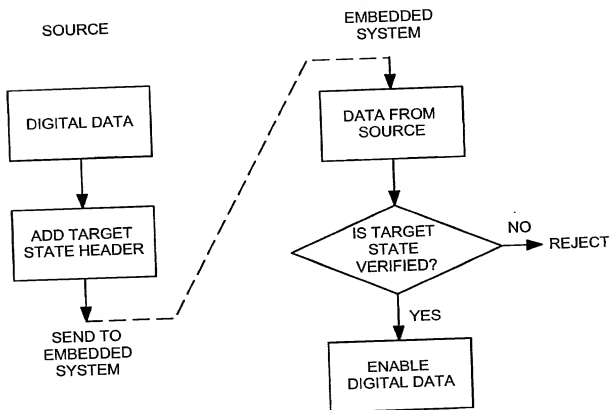 SOURCE
DIGITAL DATA
ADD TARGET
STATE HEADER
SEND TO
EMBEDDED
SYSTEM
EMBEDDED
SYSTEM
DATA FROM
SOURCE
IS TARGET
STATE
VERIFIED?
NO
REJECT
YES
ENABLE
DIGITAL DATA